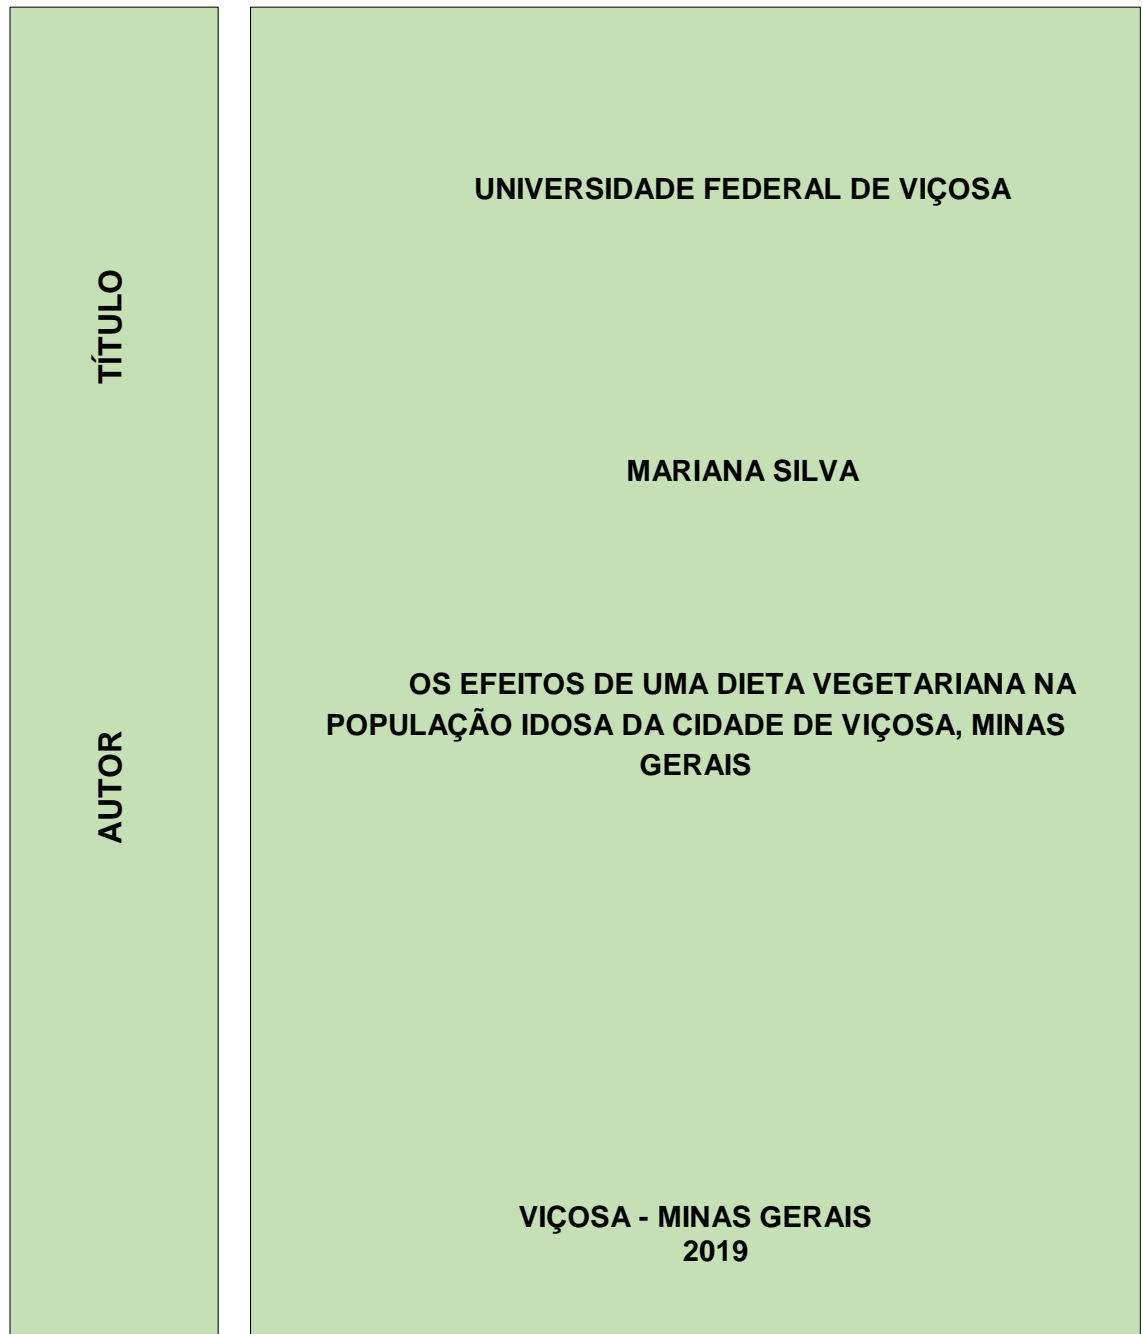 TÍTULO
AUTOR
UNIVERSIDADE FEDERAL DE VIÇOSA
MARIANA SILVA
OS EFEITOS DE UMA DIETA VEGETARIANA NA
POPULAÇÃO IDOSA DA CIDADE DE VIÇOSA, MINAS
GERAIS
VIÇOSA - MINAS GERAIS
2019